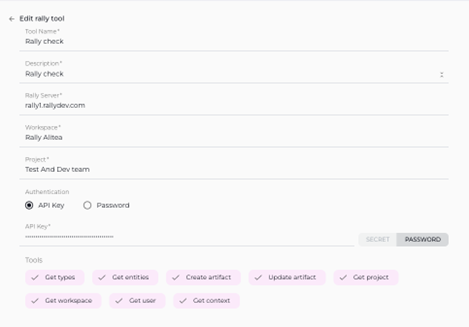 ← Edit rally tool
Tool Name*
Rally check
Description*
Rally check
Rally Server*
rally1.rallydev.com
Workspace*
Rally Alitea
Project*
Test And Dev team
Authentication
API Key Password
API Key*
SECRET PASSWORD
Tools
Get types Get entities Create artifact Update artifact Get project
Get workspace Get user Get context